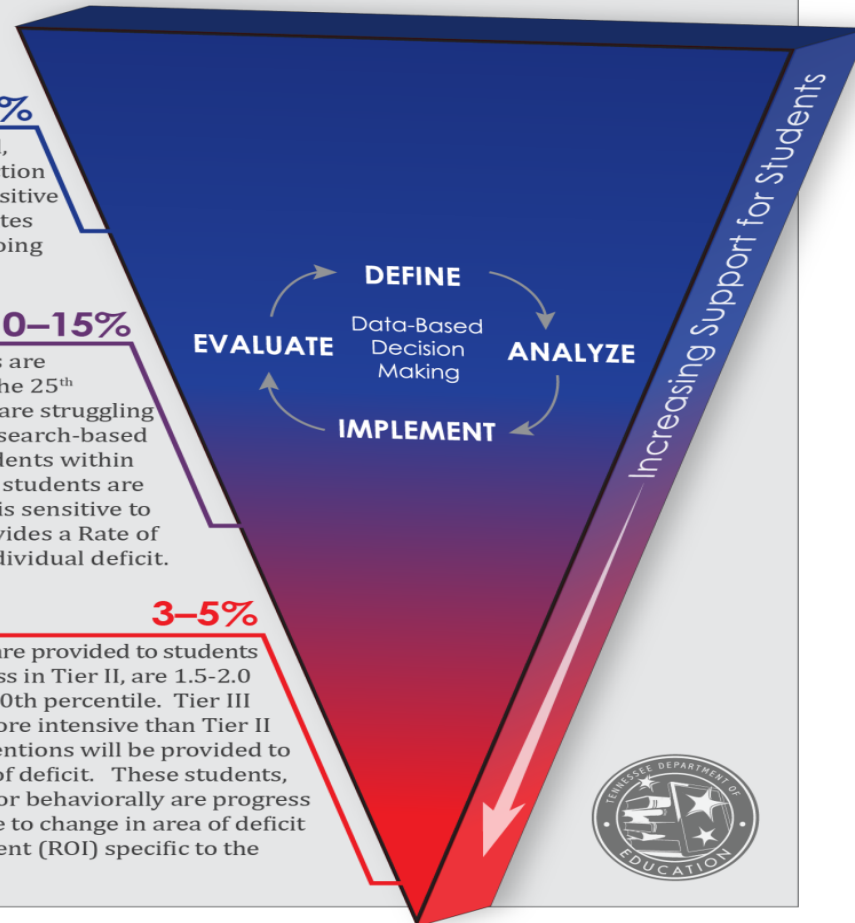 %
tion
sitive
tes
ping
0–15%
s are
he 25th
are struggling
search-based
dents within
students are
is sensitive to
vides a Rate of
dividual deficit.
3–5%
are provided to students
ss in Tier II, are 1.5-2.0
0th percentile. Tier III
ore intensive than Tier II
entions will be provided to
of deficit. These students,
or behaviorally are progress
e to change in area of deficit
ent (ROI) specific to the
DEFINE
Data-Based
Decision
Making
EVALUATE
ANALYZE
IMPLEMENT
Increasing Support for Students
TENNESSEE DEPARTMENT OF
EDUCATION